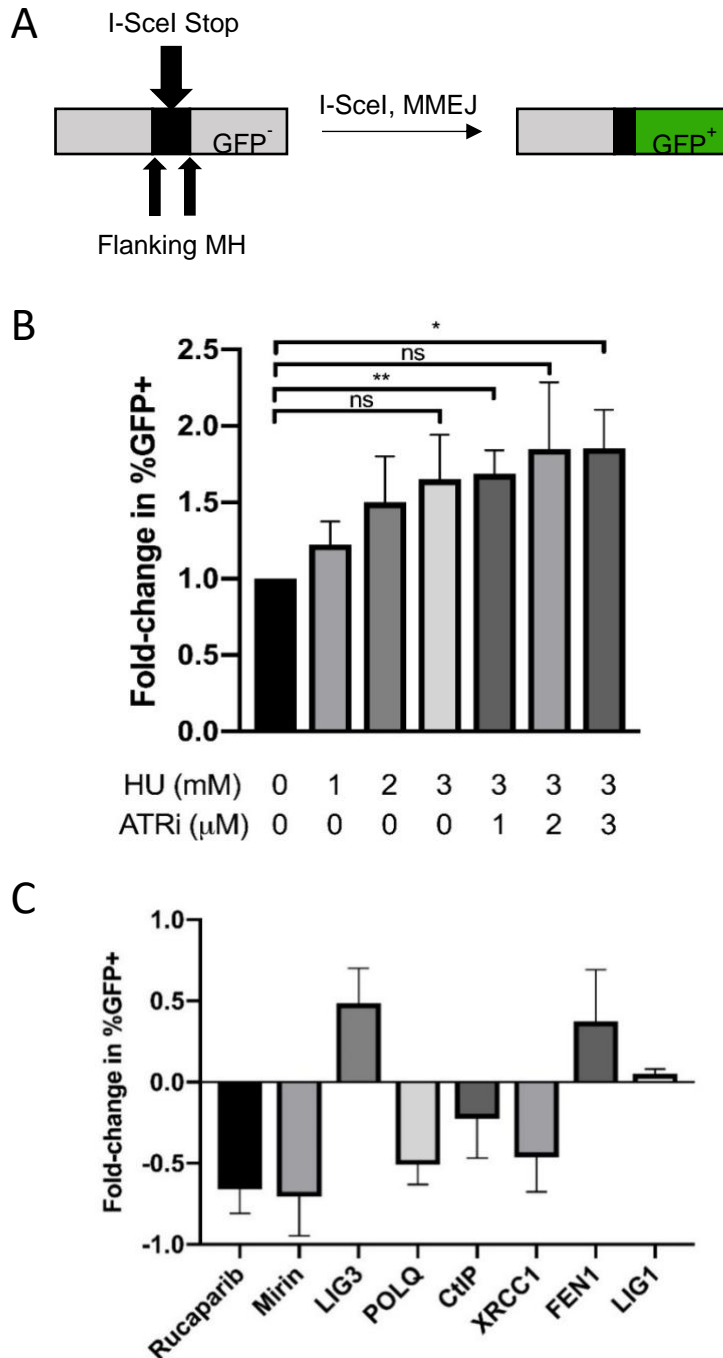 A
I-SceI Stop
GFP-
I-SceI, MMEJ
GFP+
Flanking MH
B
Fold-change in %GFP+
2.5
2.0
1.5
1.0
0.5
0.0
*
ns
**
ns
HU (mM) 0 1 2 3 3 3 3
ATRi (μM) 0 0 0 0 1 2 3
C
Fold-change in %GFP+
1.0
0.5
0.0
-0.5
-1.0
Rucaparib
Mirin
LIG3
POLQ
CtIP
XRCC1
FEN1
LIG1